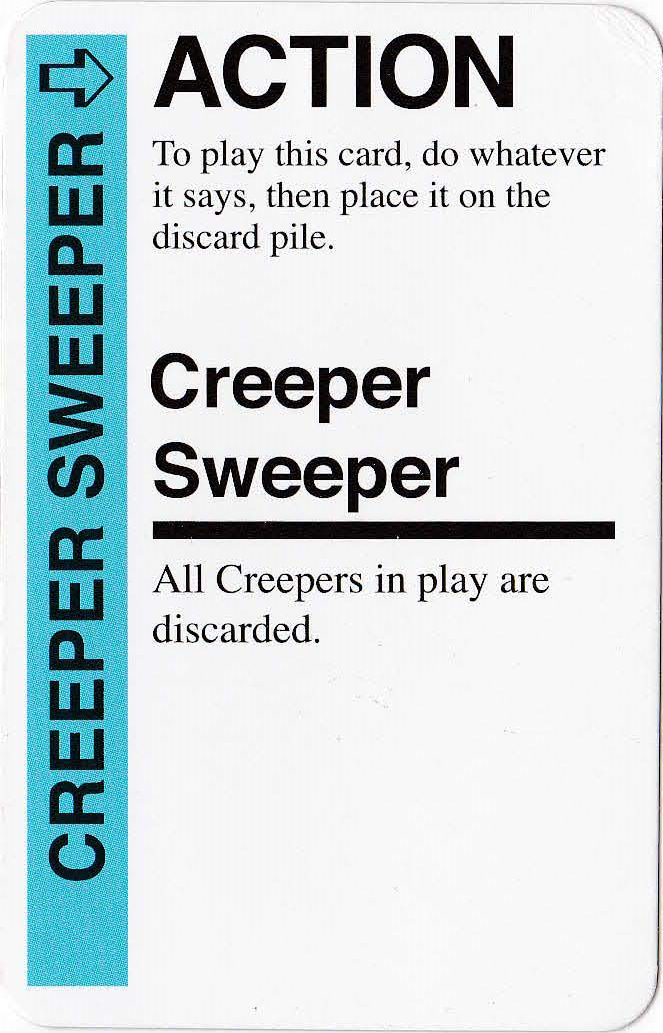 ACTION
To play this card, do whatever
it says, then place it on the
discard pile.
Creeper
Sweeper
All Creepers in play are
discarded.
CREEPER SWEEPER